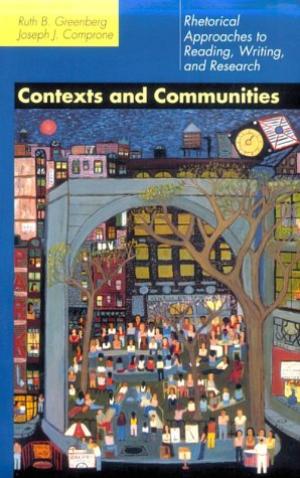 Ruth B. Greenberg
Joseph J. Comprone
Rhetorical
Approaches to
Reading, Writing,
and Research
Contexts and Communities